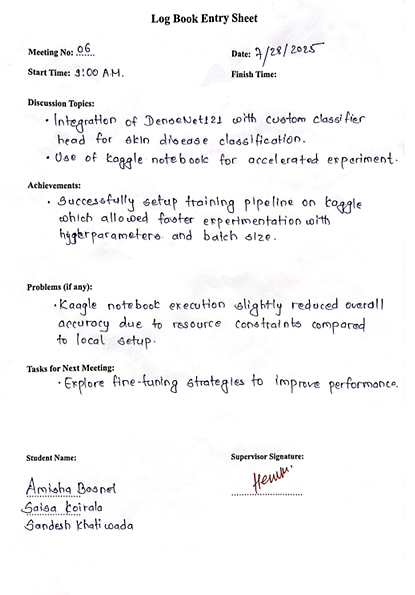 Log Book Entry Sheet
Meeting No: 06
Date: 7/28/2025
Start Time: 9:00 A.M.
Finish Time:
Discussion Topics:
• Integration of DenseNet121 with custom classifier
head for skin disease classification.
• Use of Kaggle notebook for accelerated experiment.
Achievements:
• Successfully setup training pipeline on kaggle
which allowed faster experimentation with
hyperparameters and batch size.
Problems (if any):
• Kaagle notebook execution slightly reduced overall
accuracy due to resource constraints compared
to local setup.
Tasks for Next Meeting:
• Explore fine-tuning strategies to improve performance.
Student Name:
Supervisor Signature:
Amisha Basnet
Saisa Koirala
Sandesh Khatiwada